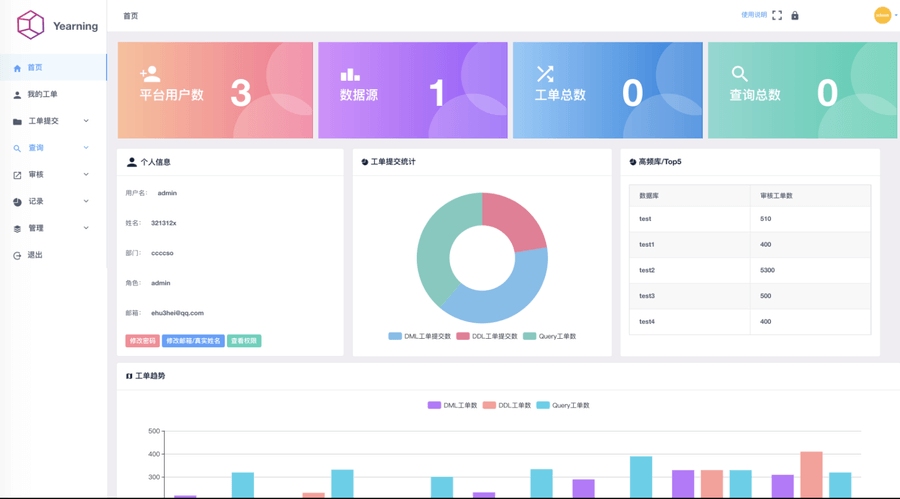 Yearning
首页
使用说明
admin
首页
我的工单
工单提交
查询
审核
记录
管理
退出
平台用户数 3
数据源 1
工单总数 0
查询总数 0
个人信息
用户名: admin
姓名: 321312x
部门: ccccso
角色: admin
邮箱: ehu3hei@qq.com
修改密码 修改邮箱/真实姓名 查看权限
工单提交统计
DML工单提交数 DDL工单提交数 Query工单数
高频库/Top5
数据库 审核工单数
test 510
test1 400
test2 5300
test3 500
test4 400
工单趋势
DML工单数 DDL工单数 Query工单数
500
400
300